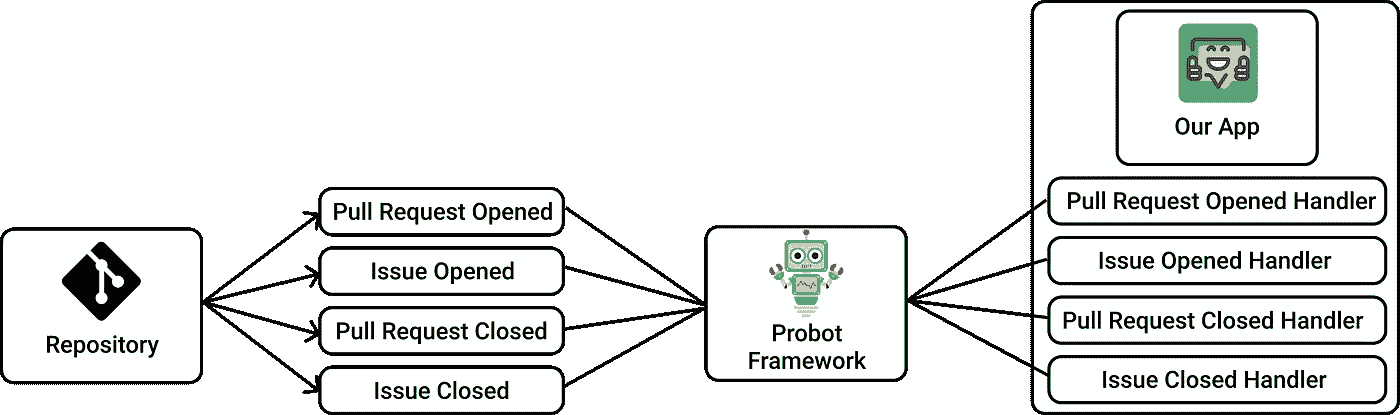 Repository
Pull Request Opened
Issue Opened
Pull Request Closed
Issue Closed
Probot
Framework
Our App
Pull Request Opened Handler
Issue Opened Handler
Pull Request Closed Handler
Issue Closed Handler